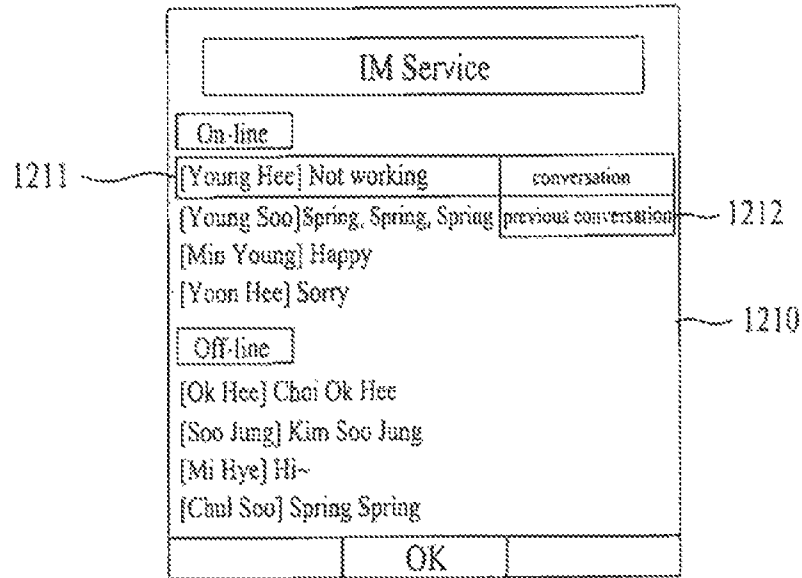 IM Service
On-line
1211
[Young Hee] Not working
conversation
[Young Soo]Spring, Spring, Spring
previous conversation
1212
[Min Young] Happy
[Yoon Hee] Sorry
1210
Off-line
[Ok Hee] Choi Ok Hee
[Soo Jung] Kim Soo Jung
[Mi Hye] Hi~
[Chul Soo] Spring Spring
OK